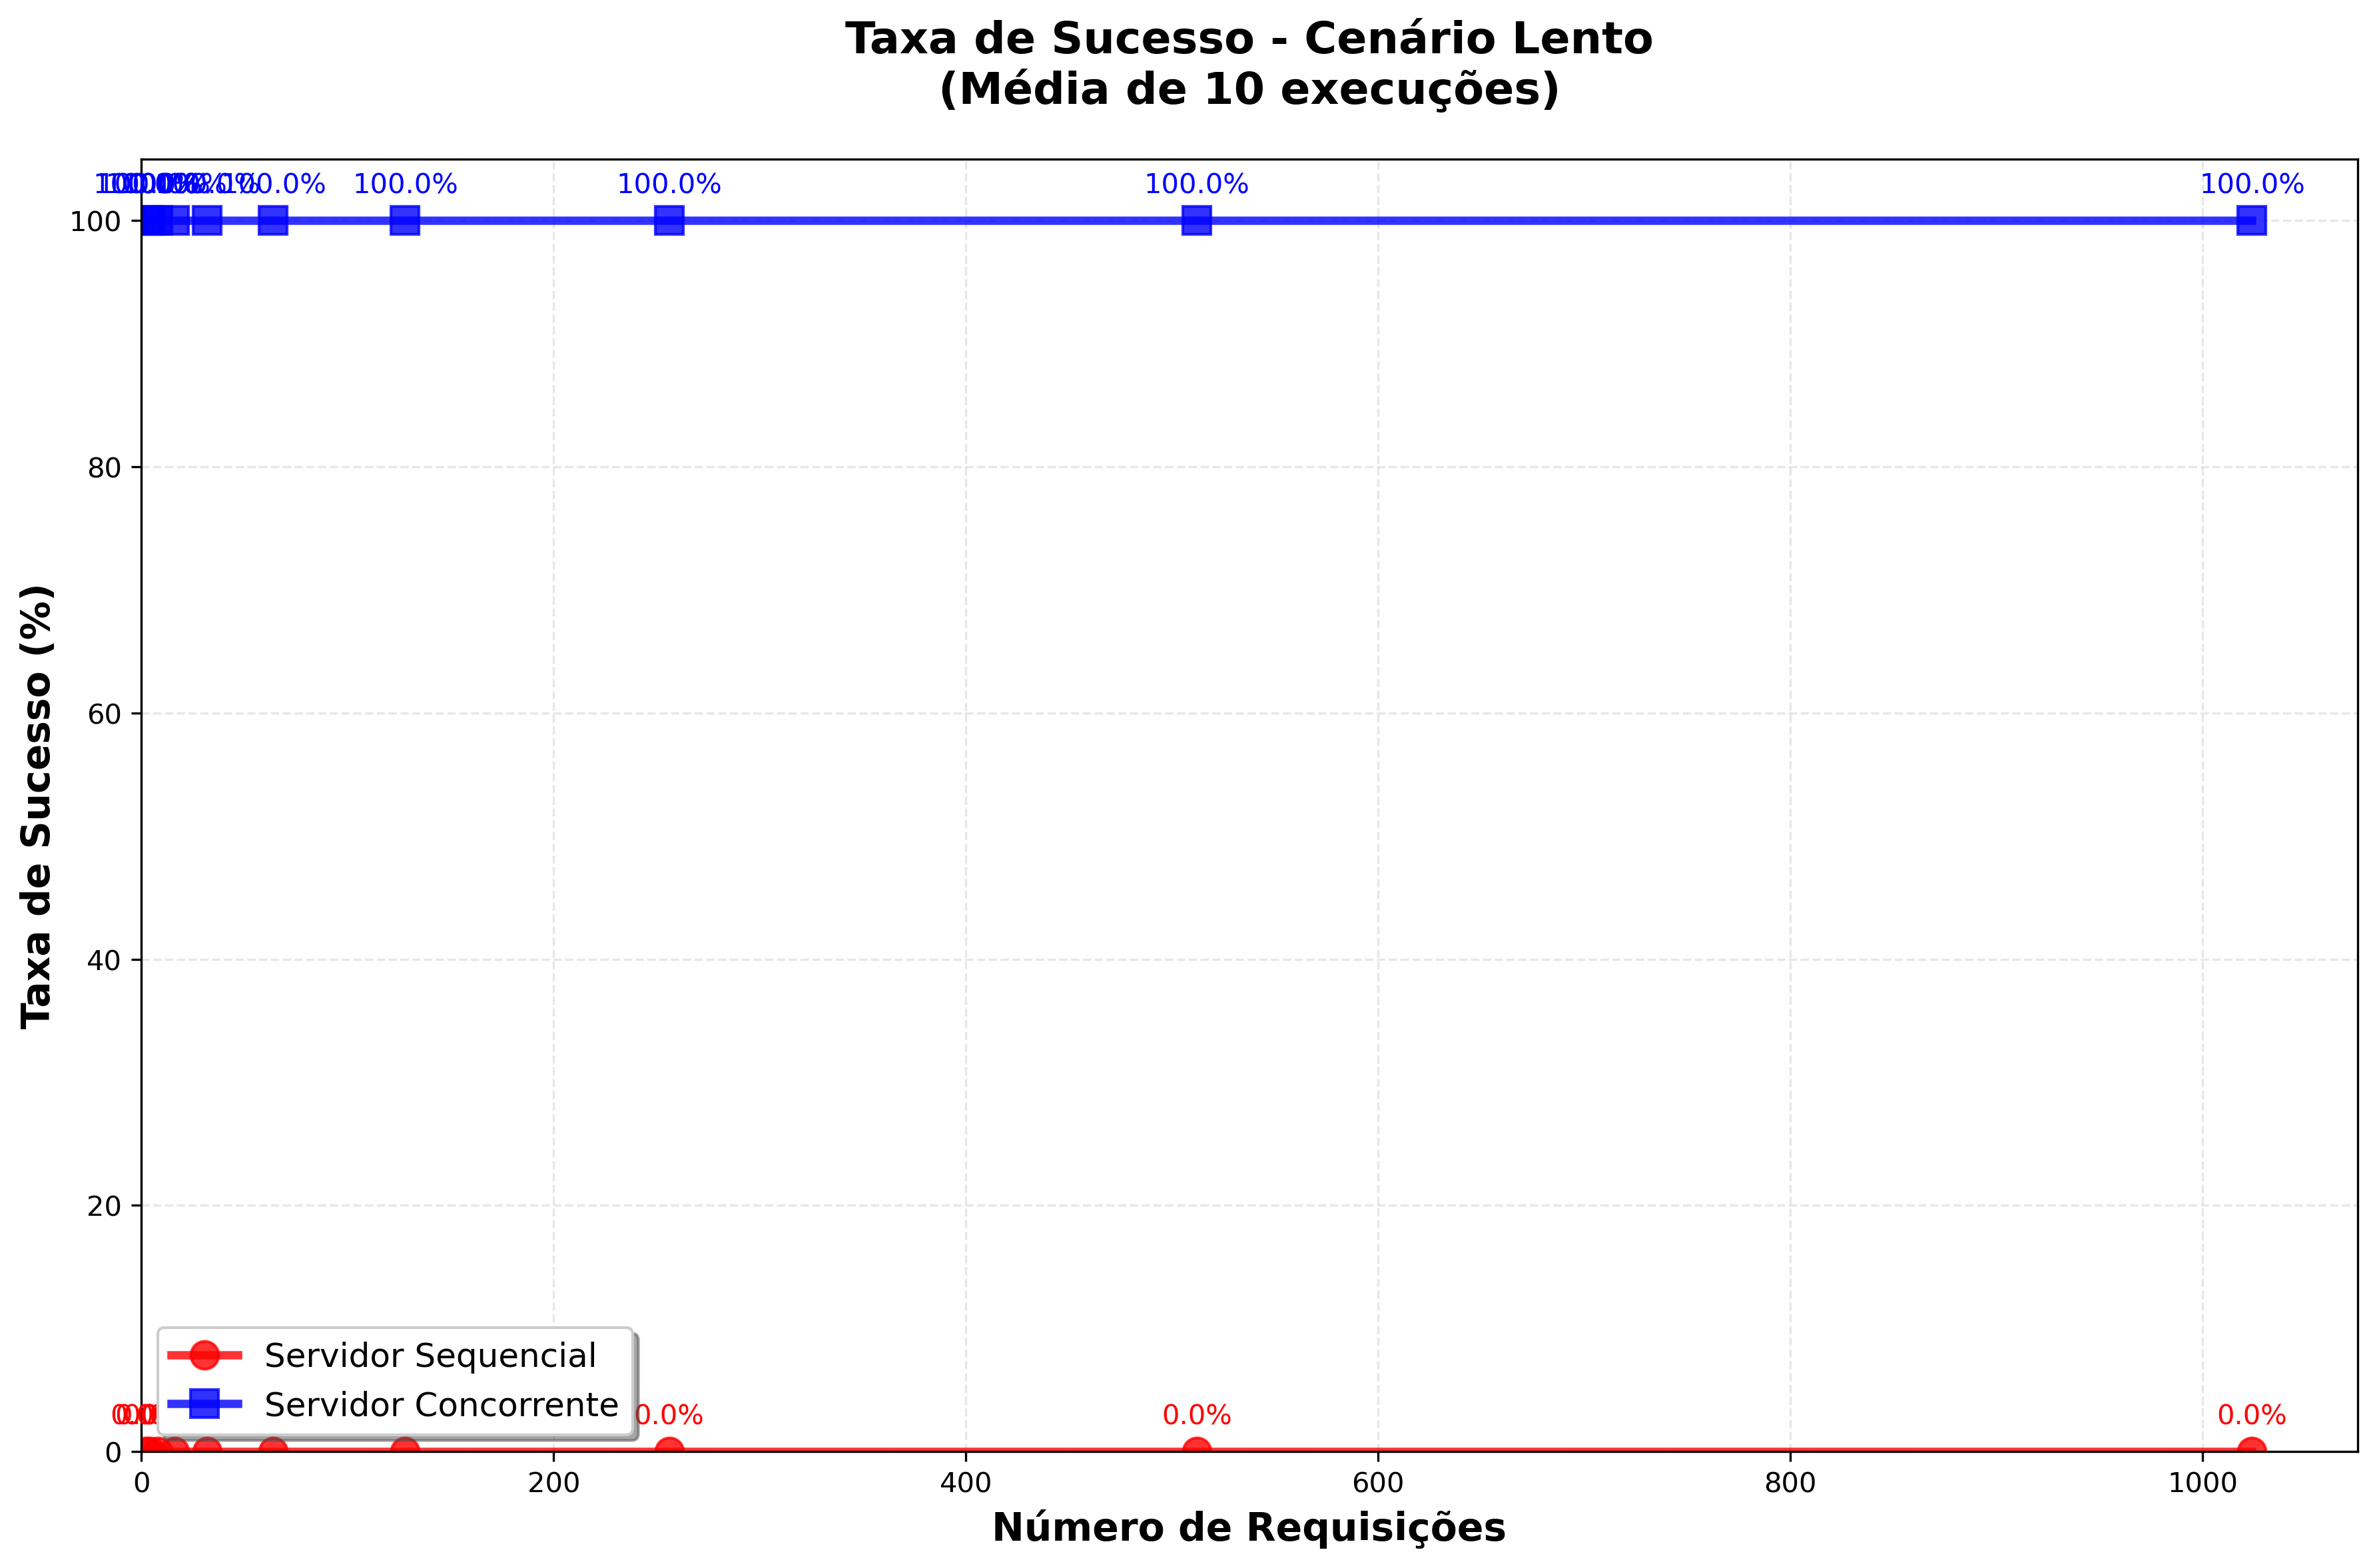 Taxa de Sucesso - Cenário Lento
(Média de 10 execuções)
100.0% 100.0% 100.0% 100.0%
100
80
60
40
20
0
Taxa de Sucesso (%)
Servidor Sequencial
Servidor Concorrente
0.0% 0.0% 0.0%
0 200 400 600 800 1000
Número de Requisições